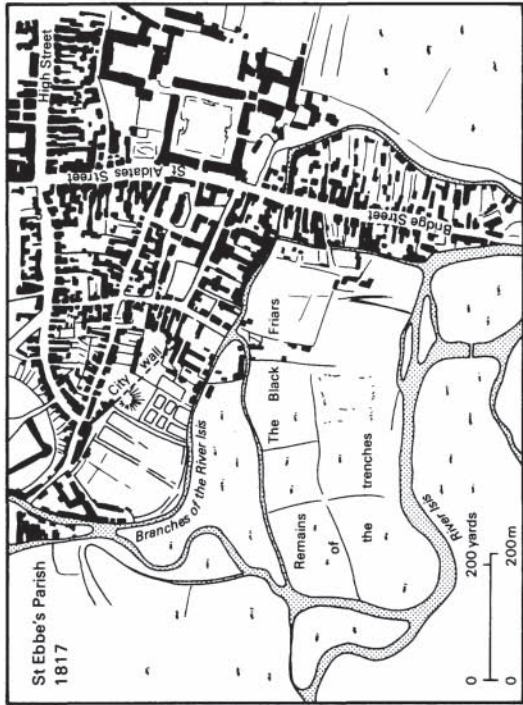 St Ebbe's Parish
1817
High Street
St
Aldates Street
City wall
Branches of the River Isis
Bridge Street
The Black Friars
Remains
of
the trenches
River Isis
0 200 yards
0 200m